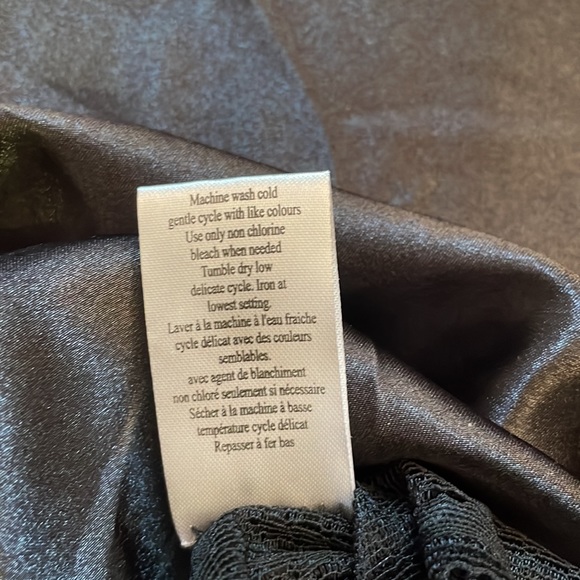 Machine wash cold
gentle cycle with like colours
Use only non chlorine
bleach when needed
Tumble dry low
delicate cycle. Iron at
lowest setting.
Laver à la machine à l'eau fraiche
cycle délicat avec des couleurs
semblables.
avec agent de blanchiment
non chloré seulement si nécessaire
Sécher à la machine à basse
température cycle délicat
Repasser à fer bas